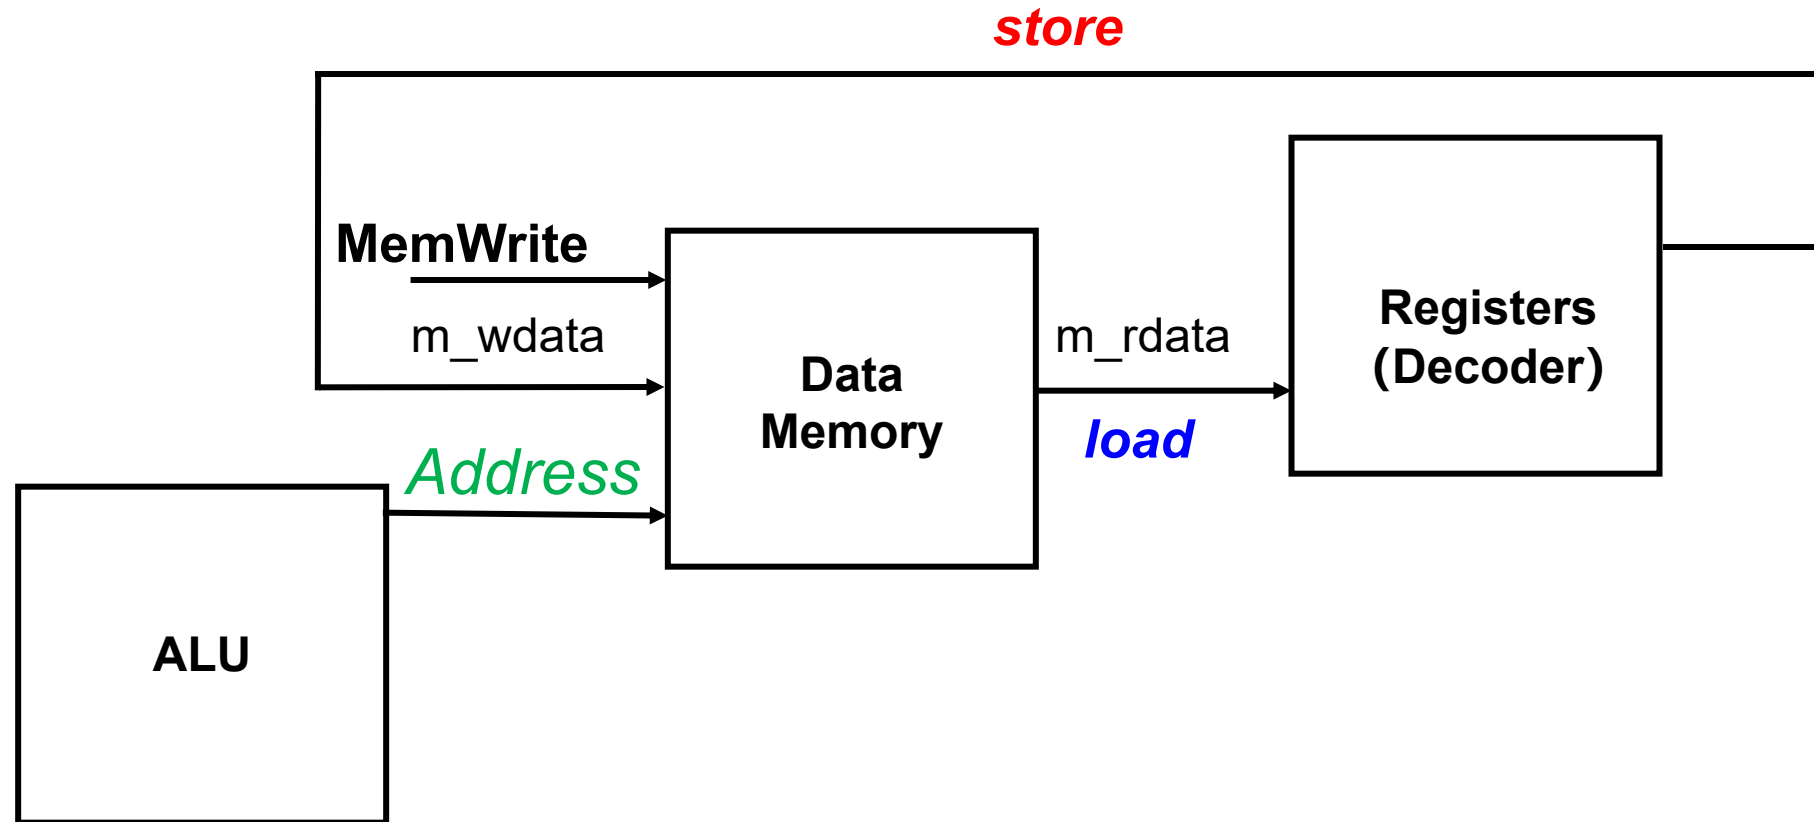 store
MemWrite
m_wdata
Address
Data
Memory
m_rdata
load
Registers
(Decoder)
ALU